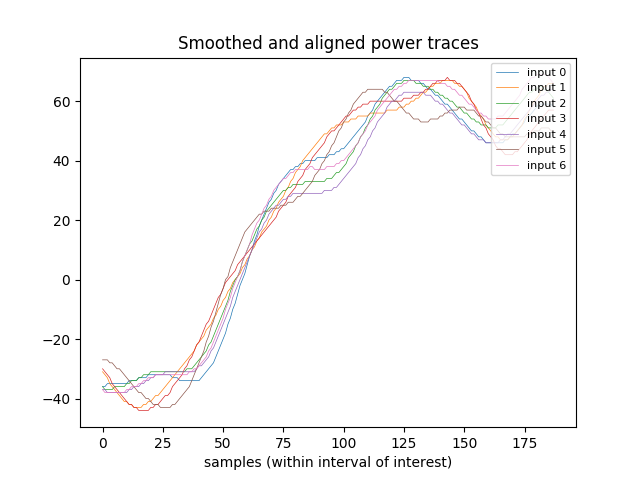 Smoothed and aligned power traces
input 0
input 1
input 2
input 3
input 4
input 5
input 6
60
40
20
0
−20
−40
0 25 50 75 100 125 150 175
samples (within interval of interest)